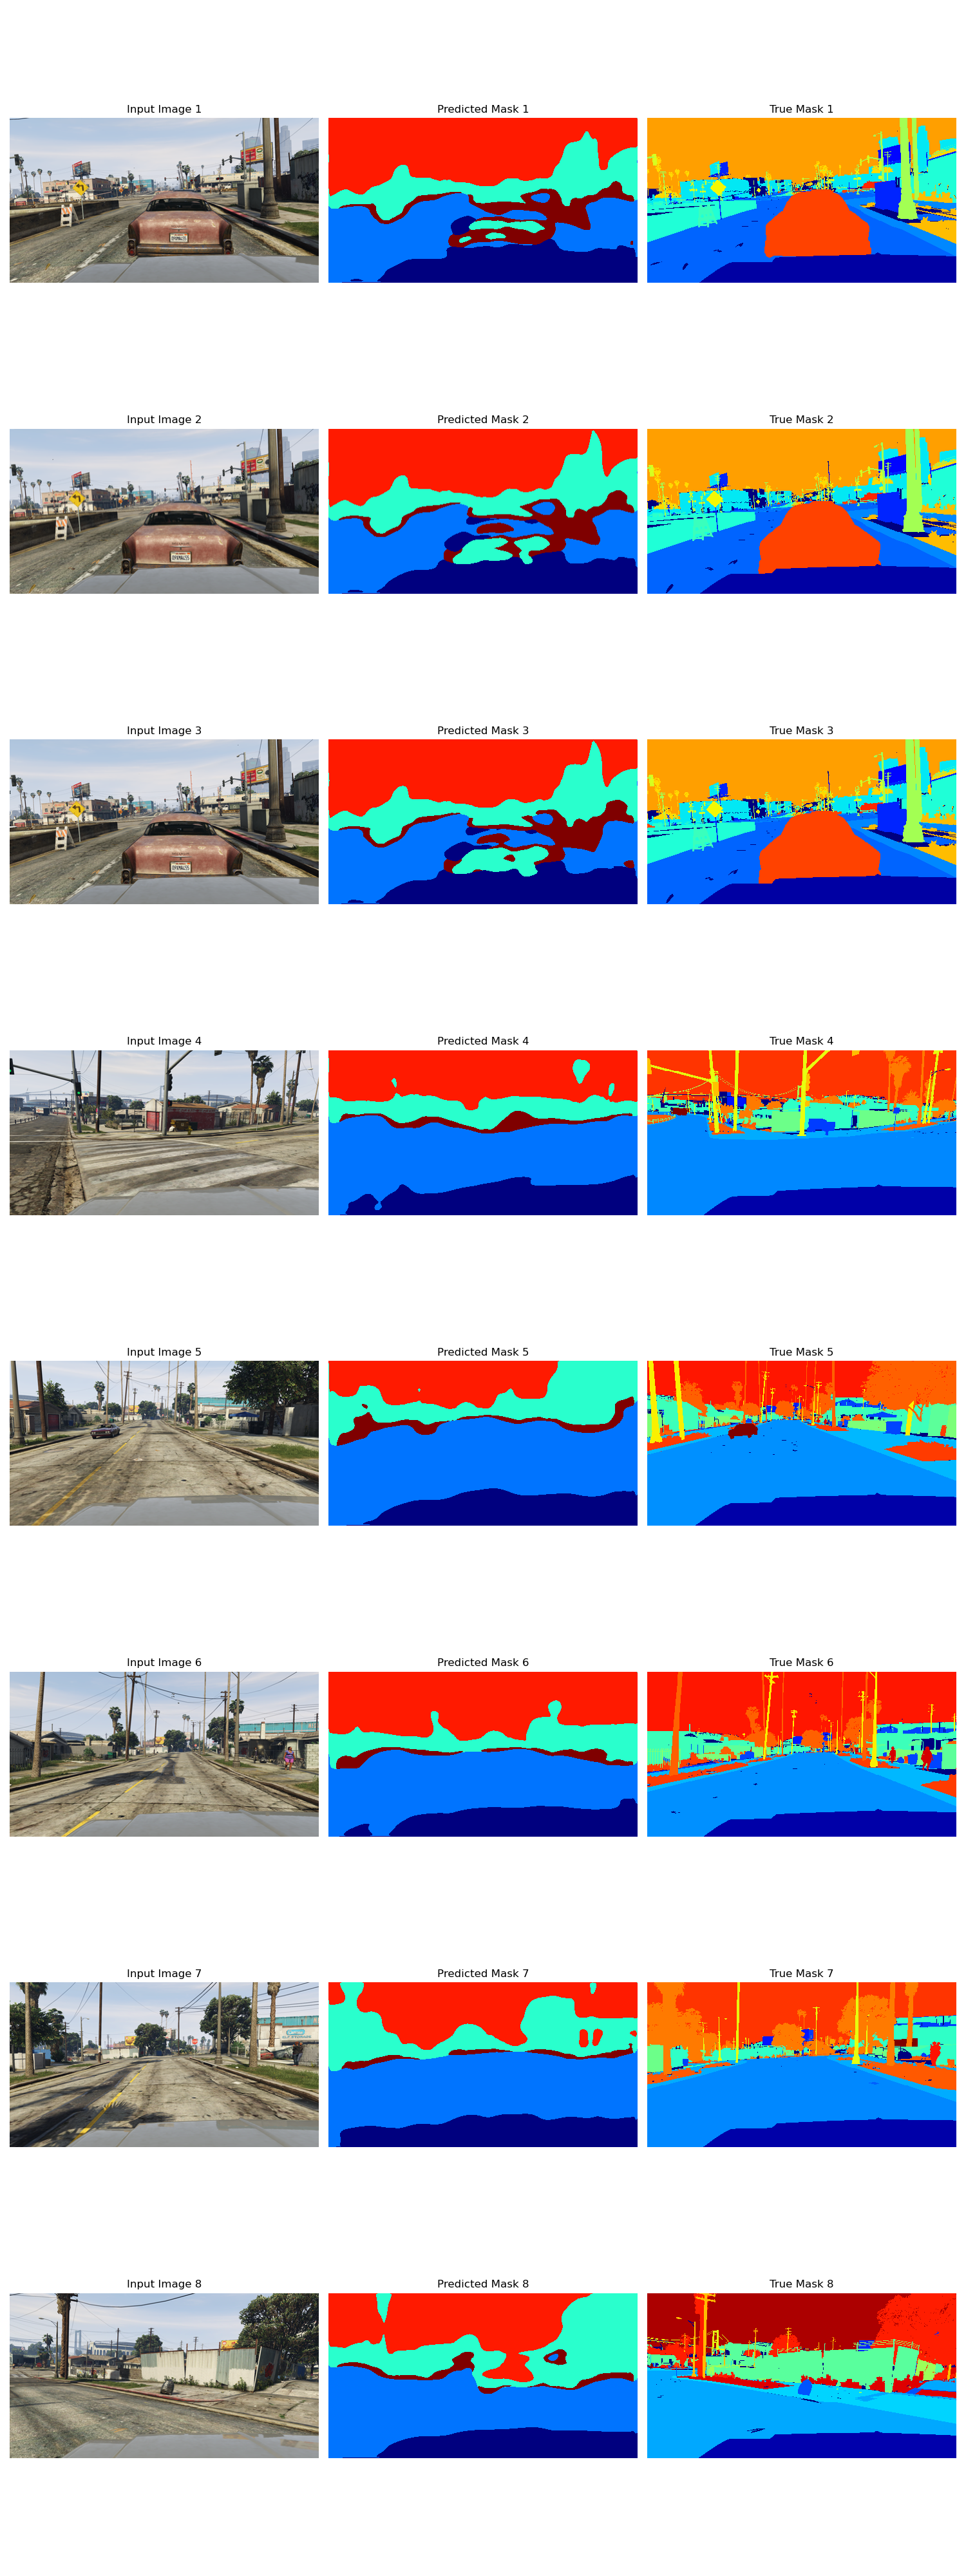 Input Image 1 Predicted Mask 1 True Mask 1
Input Image 2 Predicted Mask 2 True Mask 2
Input Image 3 Predicted Mask 3 True Mask 3
Input Image 4 Predicted Mask 4 True Mask 4
Input Image 5 Predicted Mask 5 True Mask 5
Input Image 6 Predicted Mask 6 True Mask 6
Input Image 7 Predicted Mask 7 True Mask 7
Input Image 8 Predicted Mask 8 True Mask 8